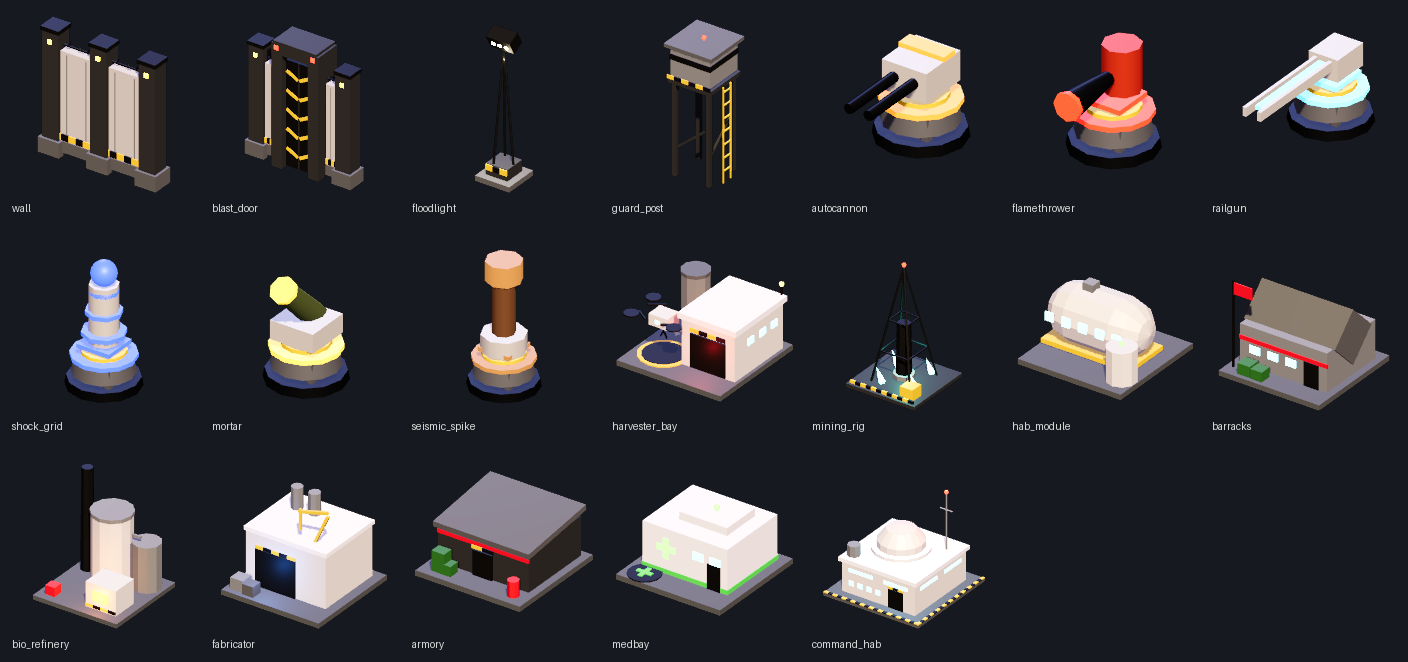 wall
blast_door
floodlight
guard_post
autocannon
flamethrower
railgun
shock_grid
mortar
seismic_spike
harvester_bay
mining_rig
hab_module
barracks
bio_refinery
fabricator
armory
medbay
command_hab